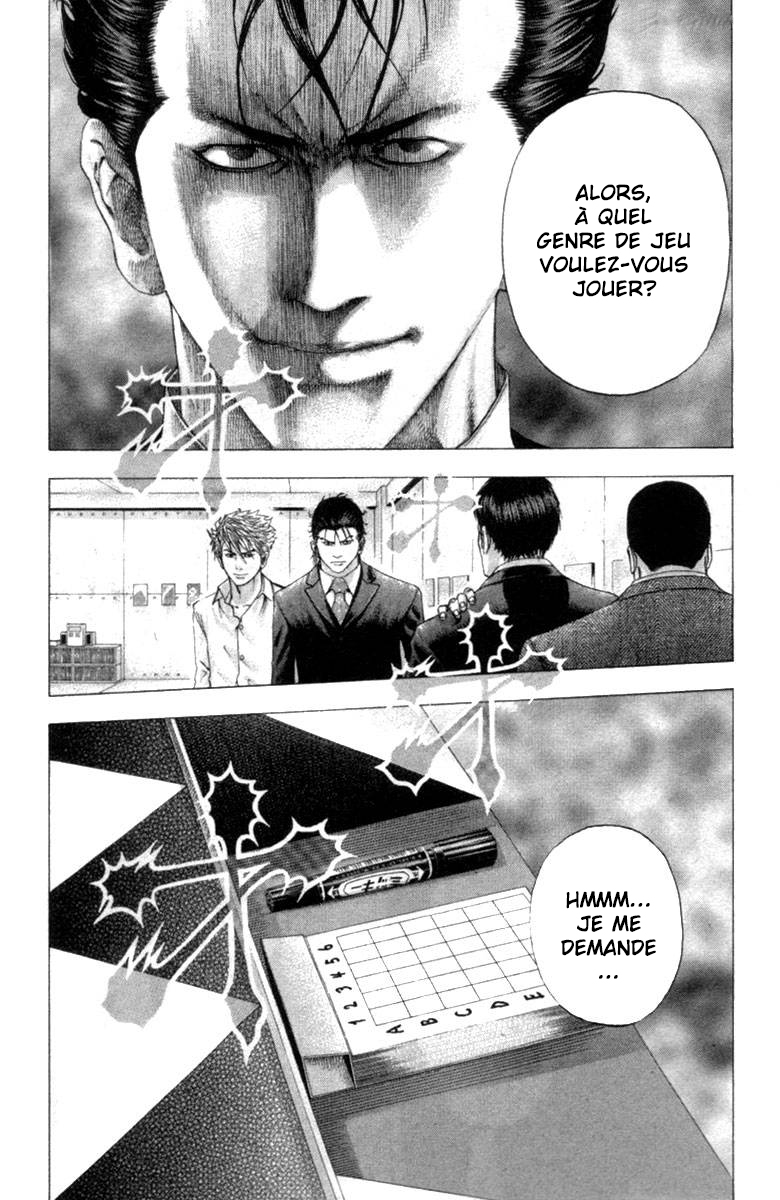 ALORS,
À QUEL
GENRE DE JEU
VOULEZ-VOUS
JOUER?
HMMM...
JE ME
DEMANDE
...
1 2 3 4 5 6
A B C D E